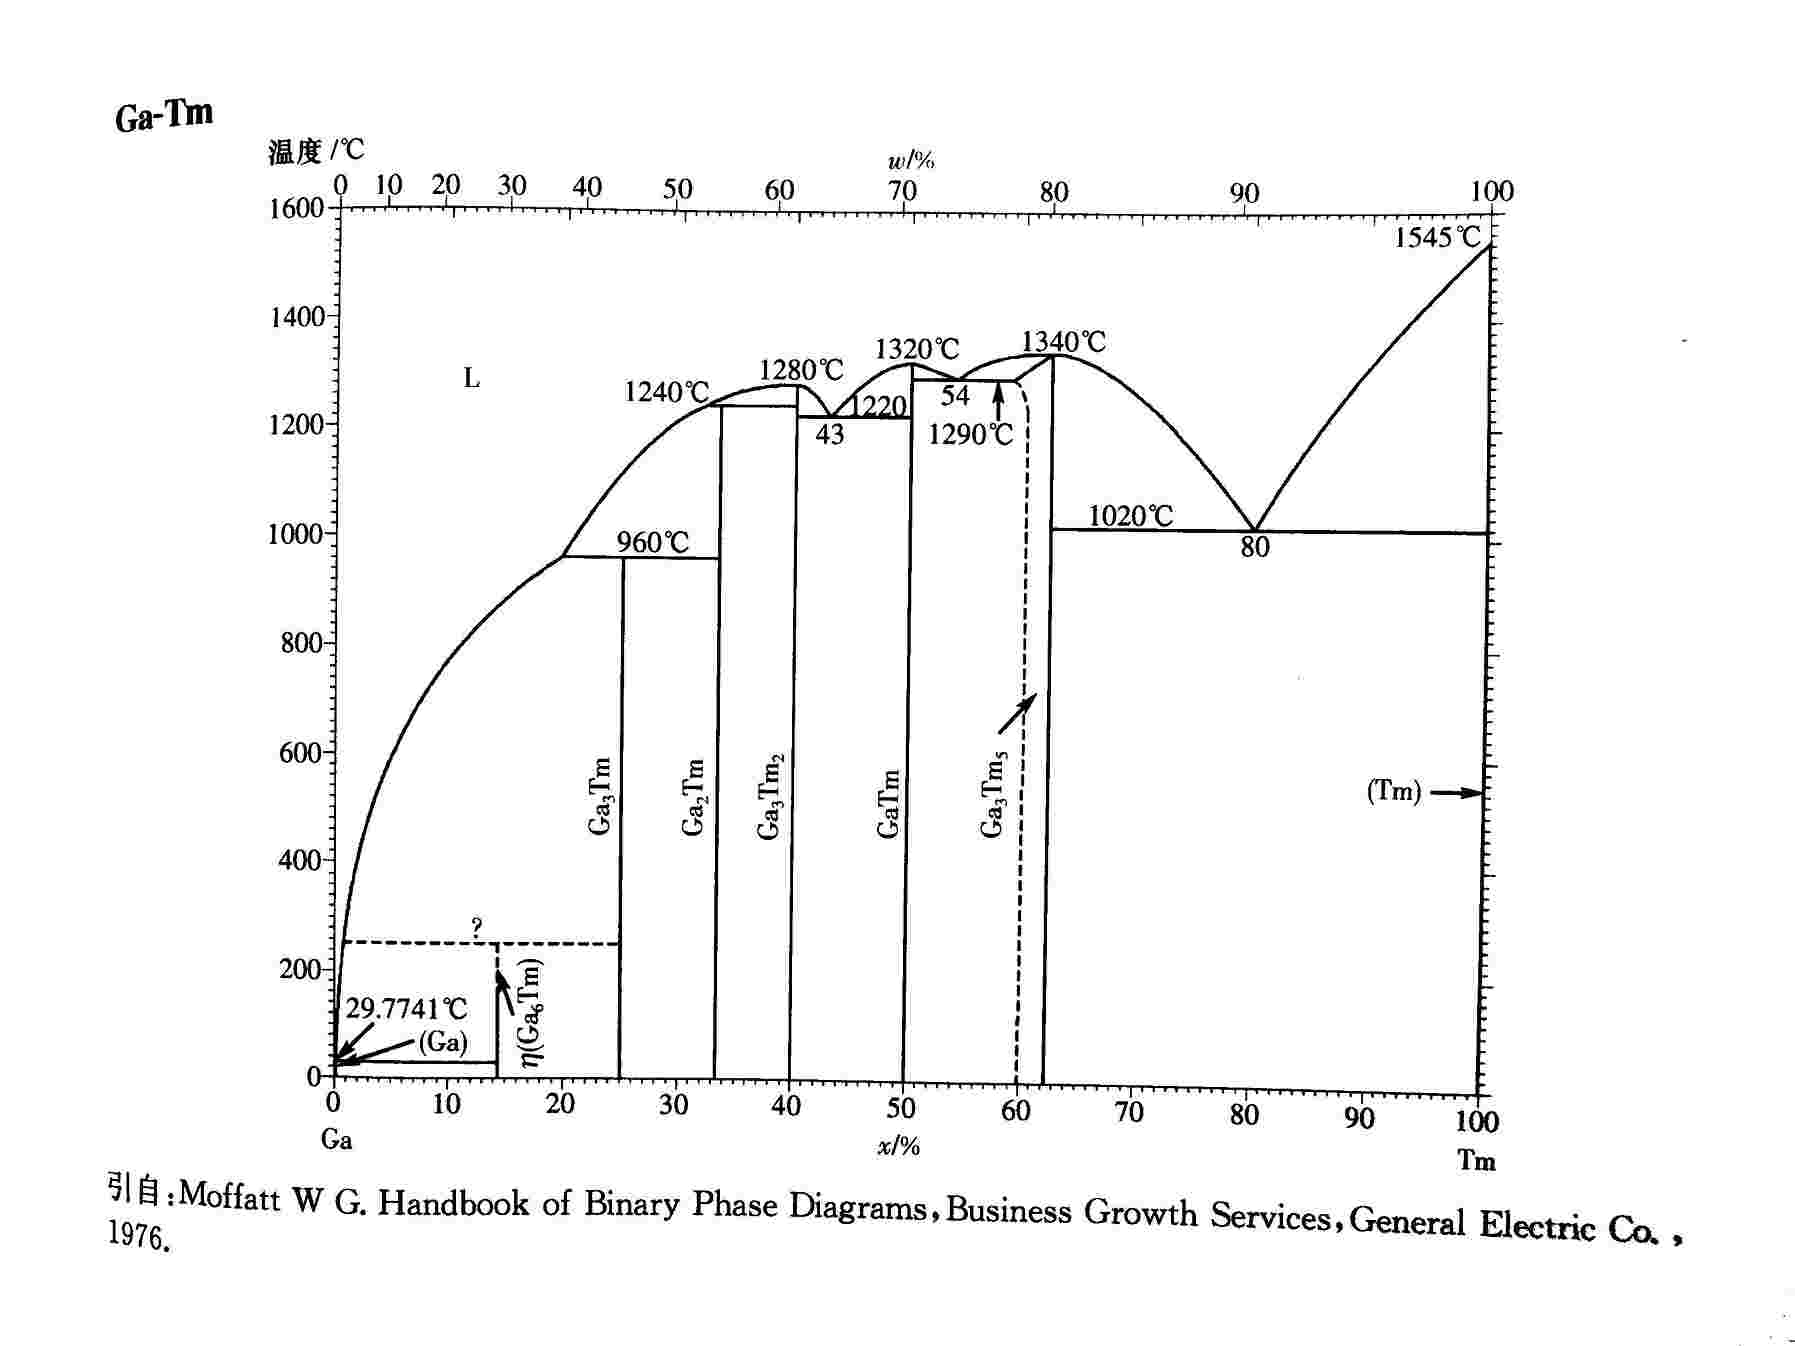 Ga-Tm
温度/℃
w/%
0 10 20 30 40 50 60 70 80 90 100
1600
1545℃
1400
1340℃
1320℃
1280℃
L
1240℃
54
1220
1200
43
1290℃
1020℃
1000
960℃
80
800
600
Ga₃Tm
Ga₂Tm
Ga₃Tm₂
GaTm
Ga₃Tm₅
(Tm)
400
?
200
η(Ga₆Tm)
29.7741℃
(Ga)
0
0 10 20 30 40 50 60 70 80 90 100
Ga
x/%
Tm
引自:Moffatt W G. Handbook of Binary Phase Diagrams, Business Growth Services, General Electric Co.,
1976.